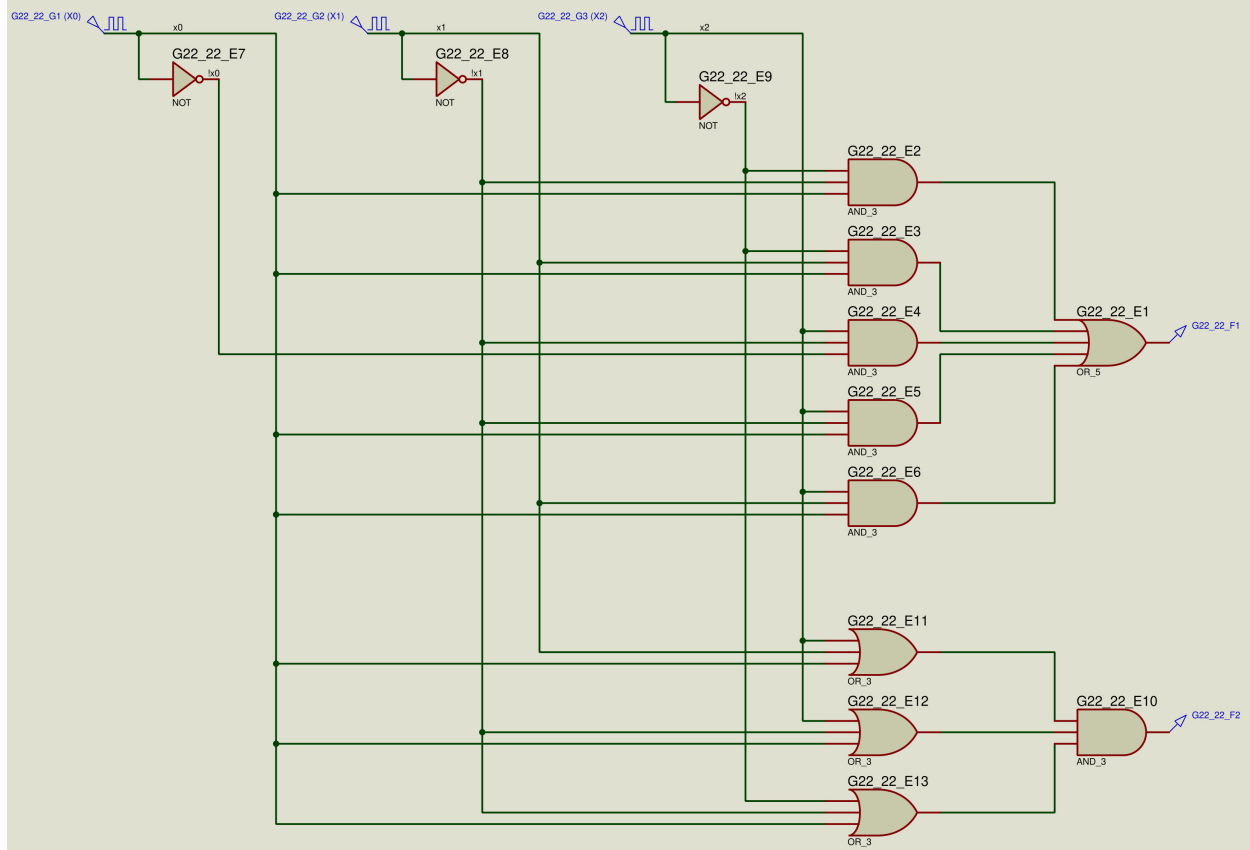 G22_22_G1 (X0)
x0
G22_22_G2 (X1)
x1
G22_22_G3 (X2)
x2
G22_22_E7
!x0
NOT
G22_22_E8
!x1
NOT
G22_22_E9
!x2
NOT
G22_22_E2
AND_3
G22_22_E3
AND_3
G22_22_E4
AND_3
G22_22_E1
OR_5
G22_22_F1
G22_22_E5
AND_3
G22_22_E6
AND_3
G22_22_E11
OR_3
G22_22_E12
OR_3
G22_22_E10
AND_3
G22_22_F2
G22_22_E13
OR_3